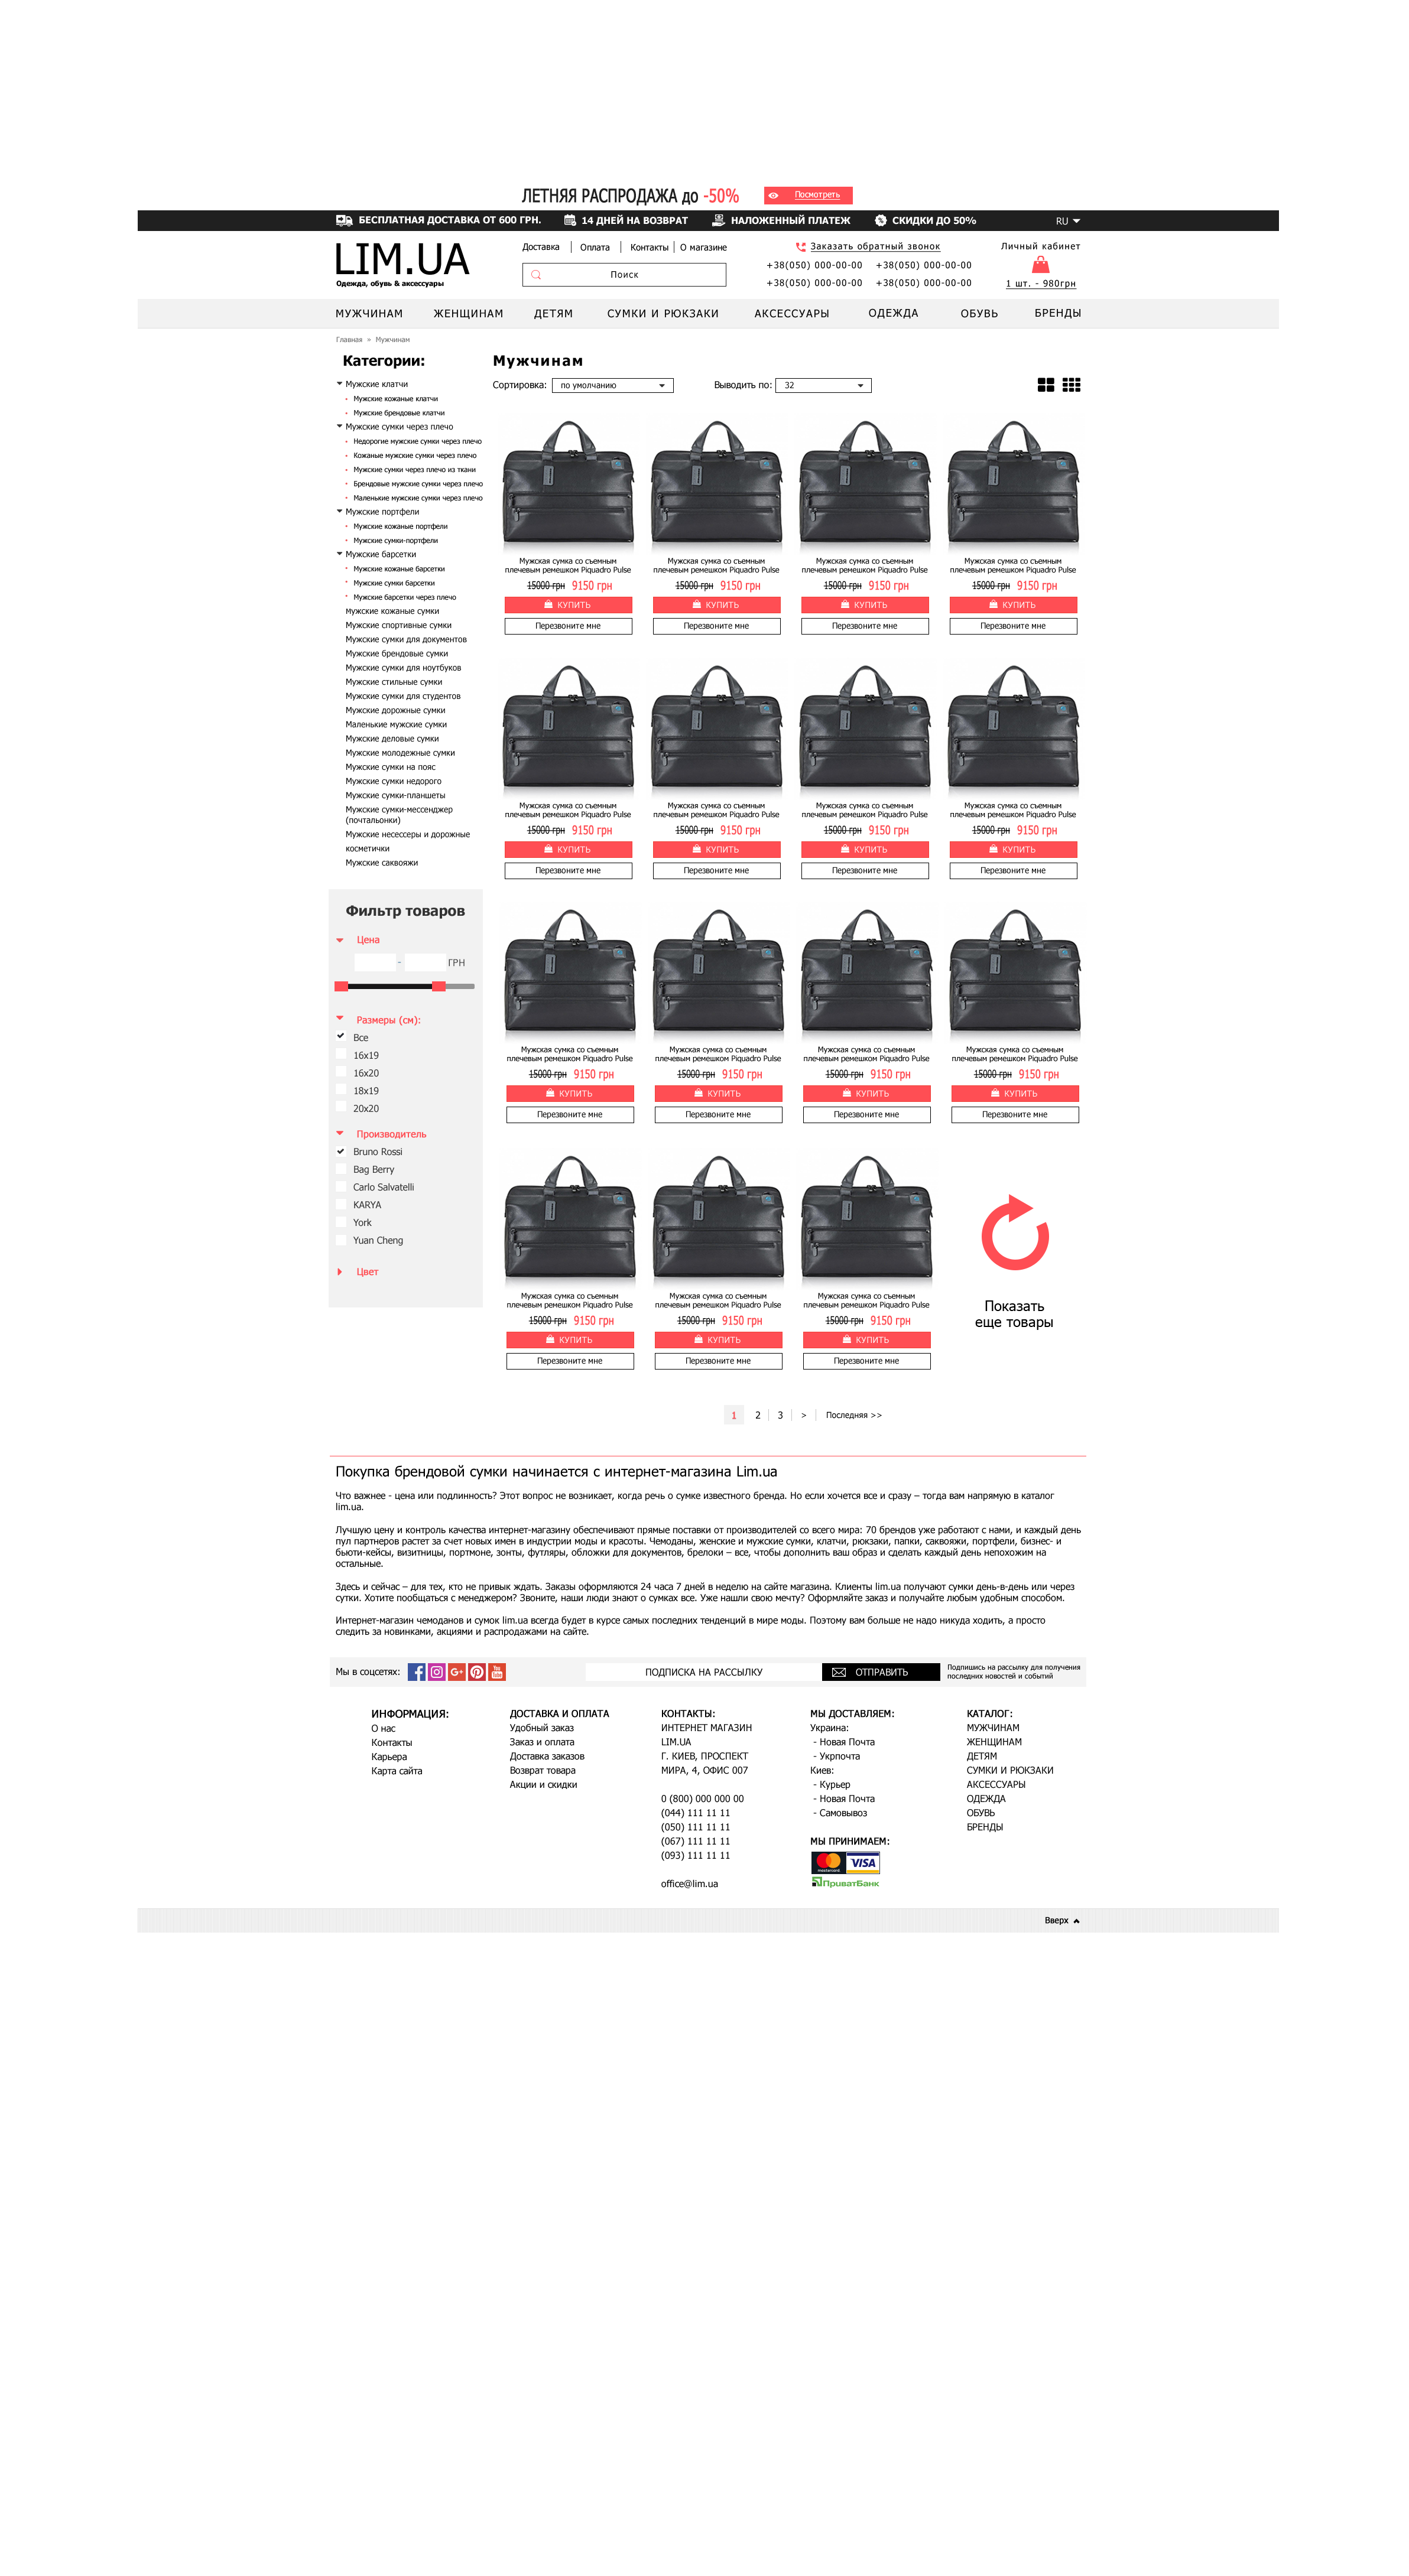 ЛЕТНЯЯ РАСПРОДАЖА до -50% Посмотреть
БЕСПЛАТНАЯ ДОСТАВКА ОТ 600 ГРН. 14 ДНЕЙ НА ВОЗВРАТ НАЛОЖЕННЫЙ ПЛАТЕЖ СКИДКИ ДО 50% RU
LIM.UA
Одежда, обувь & аксессуары
Доставка Оплата Контакты О магазине
Поиск
Заказать обратный звонок
+38(050) 000-00-00 +38(050) 000-00-00
+38(050) 000-00-00 +38(050) 000-00-00
Личный кабинет
1 шт. - 980грн
МУЖЧИНАМ ЖЕНЩИНАМ ДЕТЯМ СУМКИ И РЮКЗАКИ АКСЕССУАРЫ ОДЕЖДА ОБУВЬ БРЕНДЫ
Главная » Мужчинам
Категории:
Мужские клатчи
Мужские кожаные клатчи
Мужские брендовые клатчи
Мужские сумки через плечо
Недорогие мужские сумки через плечо
Кожаные мужские сумки через плечо
Мужские сумки через плечо из ткани
Брендовые мужские сумки через плечо
Маленькие мужские сумки через плечо
Мужские портфели
Мужские кожаные портфели
Мужские сумки-портфели
Мужские барсетки
Мужские кожаные барсетки
Мужские сумки барсетки
Мужские барсетки через плечо
Мужские кожаные сумки
Мужские спортивные сумки
Мужские сумки для документов
Мужские брендовые сумки
Мужские сумки для ноутбуков
Мужские стильные сумки
Мужские сумки для студентов
Мужские дорожные сумки
Маленькие мужские сумки
Мужские деловые сумки
Мужские молодежные сумки
Мужские сумки на пояс
Мужские сумки недорого
Мужские сумки-планшеты
Мужские сумки-мессенджер
(почтальонки)
Мужские несессеры и дорожные
косметички
Мужские саквояжи
Фильтр товаров
Цена
- ГРН
Размеры (см):
Все
16х19
16х20
18х19
20х20
Производитель
Bruno Rossi
Bag Berry
Carlo Salvatelli
KARYA
York
Yuan Cheng
Цвет
Мужчинам
Сортировка: по умолчанию Выводить по: 32
Мужская сумка со съемным Мужская сумка со съемным Мужская сумка со съемным Мужская сумка со съемным
плечевым ремешком Piquadro Pulse плечевым ремешком Piquadro Pulse плечевым ремешком Piquadro Pulse плечевым ремешком Piquadro Pulse
15000 грн 9150 грн 15000 грн 9150 грн 15000 грн 9150 грн 15000 грн 9150 грн
КУПИТЬ КУПИТЬ КУПИТЬ КУПИТЬ
Перезвоните мне Перезвоните мне Перезвоните мне Перезвоните мне
Мужская сумка со съемным Мужская сумка со съемным Мужская сумка со съемным Мужская сумка со съемным
плечевым ремешком Piquadro Pulse плечевым ремешком Piquadro Pulse плечевым ремешком Piquadro Pulse плечевым ремешком Piquadro Pulse
15000 грн 9150 грн 15000 грн 9150 грн 15000 грн 9150 грн 15000 грн 9150 грн
КУПИТЬ КУПИТЬ КУПИТЬ КУПИТЬ
Перезвоните мне Перезвоните мне Перезвоните мне Перезвоните мне
Мужская сумка со съемным Мужская сумка со съемным Мужская сумка со съемным Мужская сумка со съемным
плечевым ремешком Piquadro Pulse плечевым ремешком Piquadro Pulse плечевым ремешком Piquadro Pulse плечевым ремешком Piquadro Pulse
15000 грн 9150 грн 15000 грн 9150 грн 15000 грн 9150 грн 15000 грн 9150 грн
КУПИТЬ КУПИТЬ КУПИТЬ КУПИТЬ
Перезвоните мне Перезвоните мне Перезвоните мне Перезвоните мне
Мужская сумка со съемным Мужская сумка со съемным Мужская сумка со съемным
плечевым ремешком Piquadro Pulse плечевым ремешком Piquadro Pulse плечевым ремешком Piquadro Pulse
15000 грн 9150 грн 15000 грн 9150 грн 15000 грн 9150 грн
КУПИТЬ КУПИТЬ КУПИТЬ
Перезвоните мне Перезвоните мне Перезвоните мне
Показать
еще товары
1 2 3 > Последняя >>
Покупка брендовой сумки начинается с интернет-магазина Lim.ua
Что важнее - цена или подлинность? Этот вопрос не возникает, когда речь о сумке известного бренда. Но если хочется все и сразу – тогда вам напрямую в каталог
lim.ua.
Лучшую цену и контроль качества интернет-магазину обеспечивают прямые поставки от производителей со всего мира: 70 брендов уже работают с нами, и каждый день
пул партнеров растет за счет новых имен в индустрии моды и красоты. Чемоданы, женские и мужские сумки, клатчи, рюкзаки, папки, саквояжи, портфели, бизнес- и
бьюти-кейсы, визитницы, портмоне, зонты, футляры, обложки для документов, брелоки – все, чтобы дополнить ваш образ и сделать каждый день непохожим на
остальные.
Здесь и сейчас – для тех, кто не привык ждать. Заказы оформляются 24 часа 7 дней в неделю на сайте магазина. Клиенты lim.ua получают сумки день-в-день или через
сутки. Хотите пообщаться с менеджером? Звоните, наши люди знают о сумках все. Уже нашли свою мечту? Оформляйте заказ и получайте любым удобным способом.
Интернет-магазин чемоданов и сумок lim.ua всегда будет в курсе самых последних тенденций в мире моды. Поэтому вам больше не надо никуда ходить, а просто
следить за новинками, акциями и распродажами на сайте.
Мы в соцсетях: You Tube ПОДПИСКА НА РАССЫЛКУ ОТПРАВИТЬ
Подпишись на рассылку для получения
последних новостей и событий
ИНФОРМАЦИЯ:
О нас
Контакты
Карьера
Карта сайта
ДОСТАВКА И ОПЛАТА
Удобный заказ
Заказ и оплата
Доставка заказов
Возврат товара
Акции и скидки
КОНТАКТЫ:
ИНТЕРНЕТ МАГАЗИН
LIM.UA
Г. КИЕВ, ПРОСПЕКТ
МИРА, 4, ОФИС 007
0 (800) 000 000 00
(044) 111 11 11
(050) 111 11 11
(067) 111 11 11
(093) 111 11 11
office@lim.ua
МЫ ДОСТАВЛЯЕМ:
Украина:
- Новая Почта
- Укрпочта
Киев:
- Курьер
- Новая Почта
- Самовывоз
МЫ ПРИНИМАЕМ:
mastercard VISA
ПриватБанк
КАТАЛОГ:
МУЖЧИНАМ
ЖЕНЩИНАМ
ДЕТЯМ
СУМКИ И РЮКЗАКИ
АКСЕССУАРЫ
ОДЕЖДА
ОБУВЬ
БРЕНДЫ
Вверх